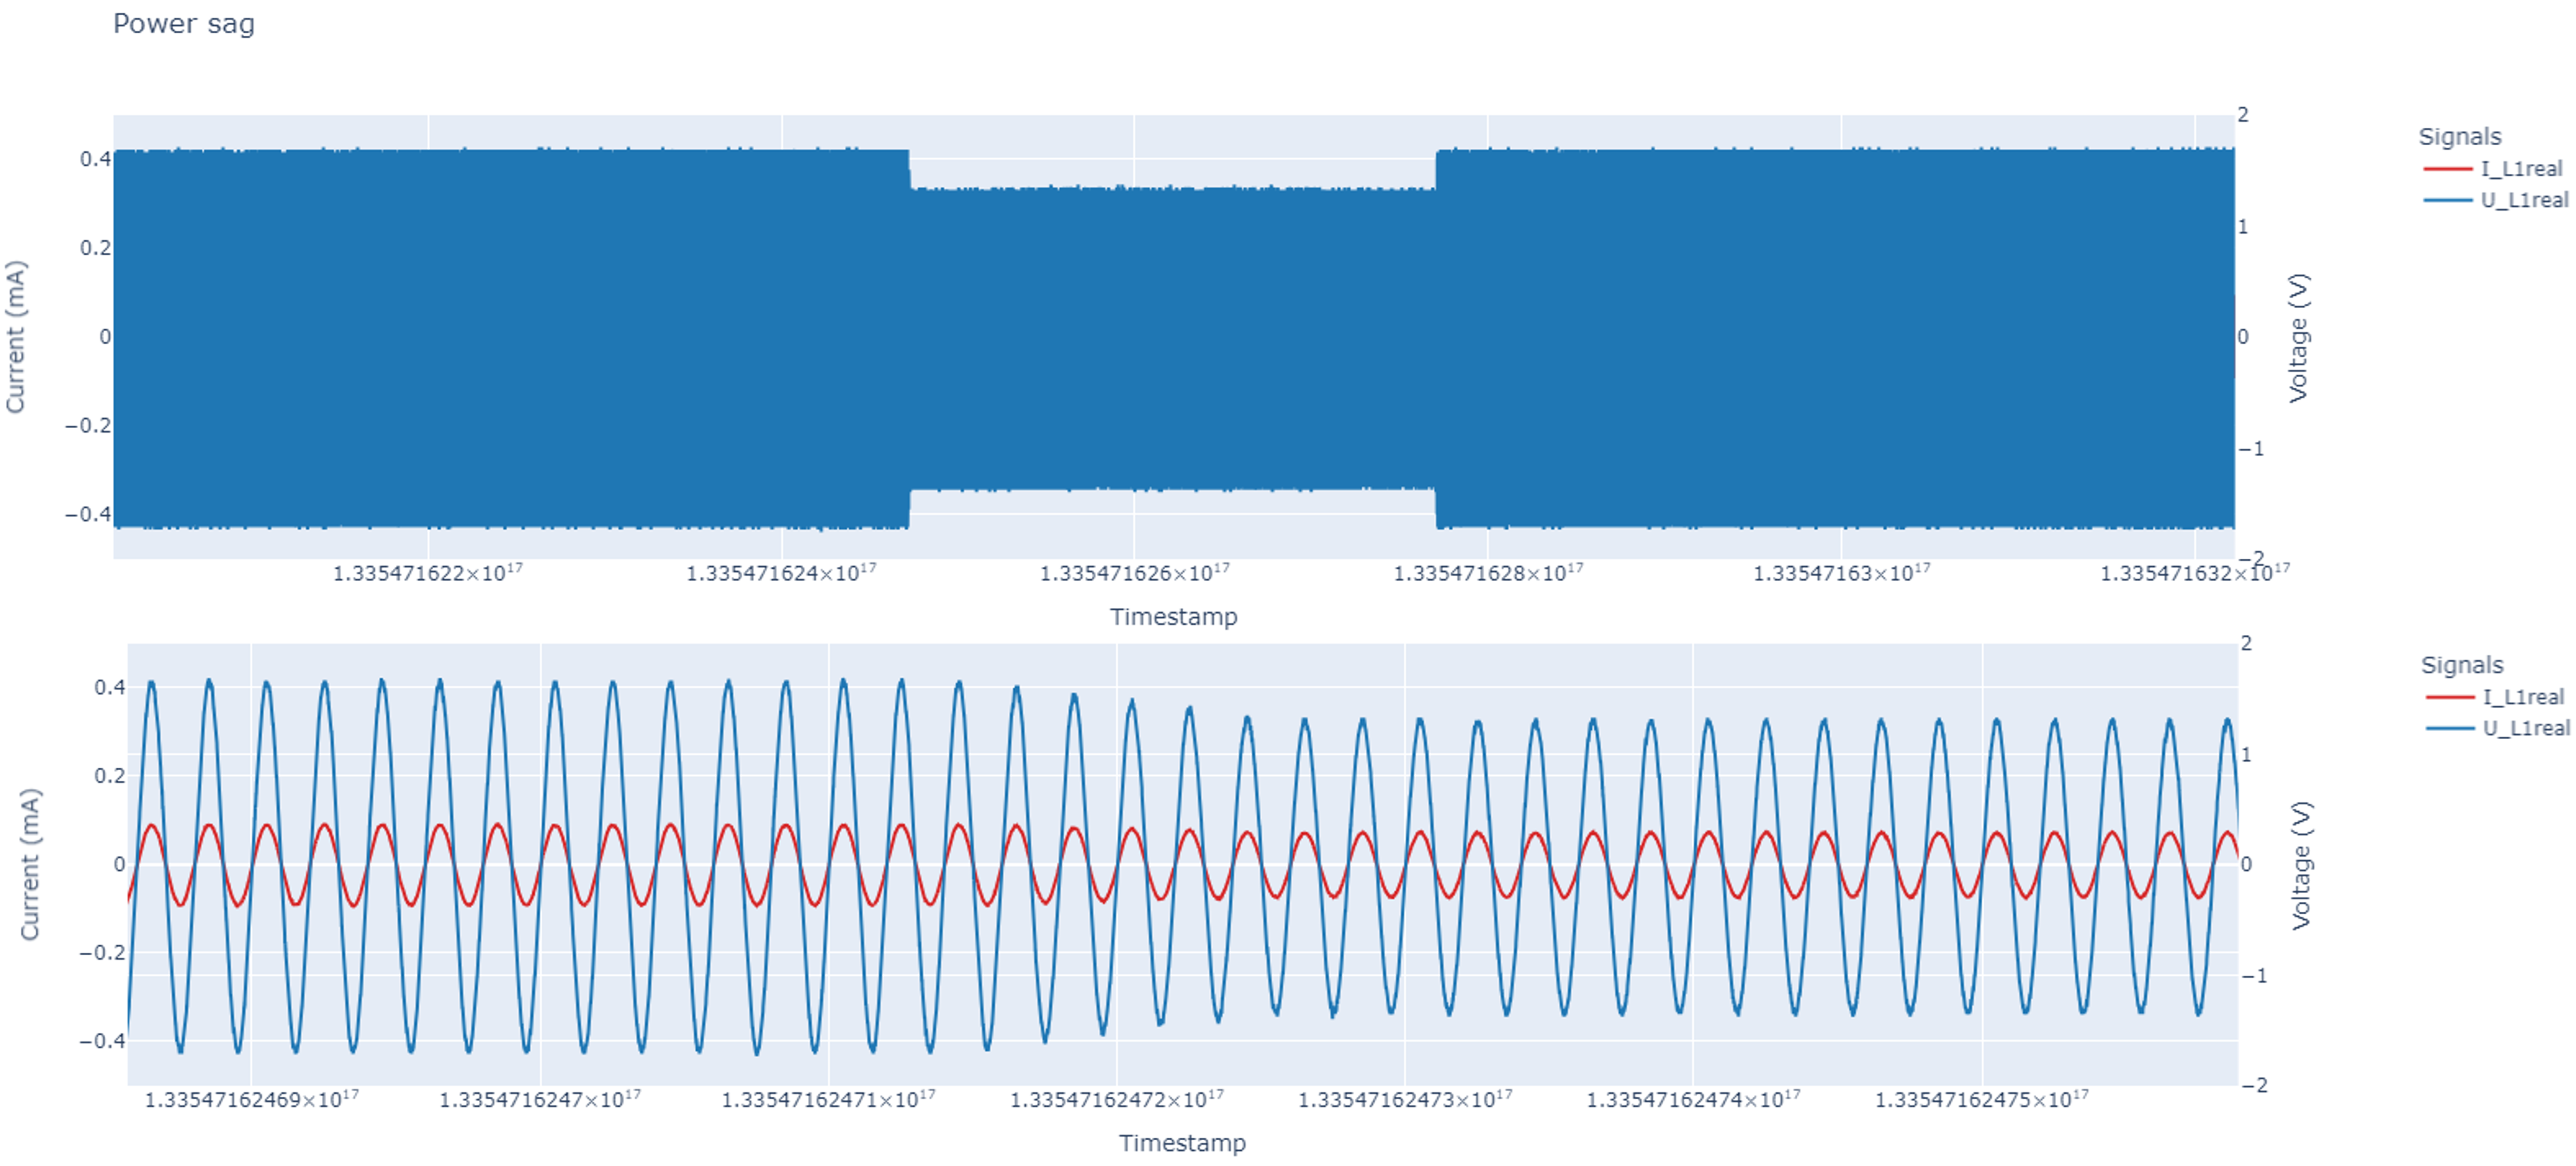 Power sag
2
Signals
0.4
I_L1real
U_L1real
1
0.2
Current (mA)
Voltage (V)
0
0
−0.2
−1
−0.4
−2
1.335471622×10¹⁷ 1.335471624×10¹⁷ 1.335471626×10¹⁷ 1.335471628×10¹⁷ 1.33547163×10¹⁷ 1.335471632×10¹⁷
Timestamp
2
Signals
0.4
I_L1real
U_L1real
1
0.2
Current (mA)
Voltage (V)
0
0
−0.2
−1
−0.4
−2
1.33547162469×10¹⁷ 1.3354716247×10¹⁷ 1.33547162471×10¹⁷ 1.33547162472×10¹⁷ 1.33547162473×10¹⁷ 1.33547162474×10¹⁷ 1.33547162475×10¹⁷
Timestamp